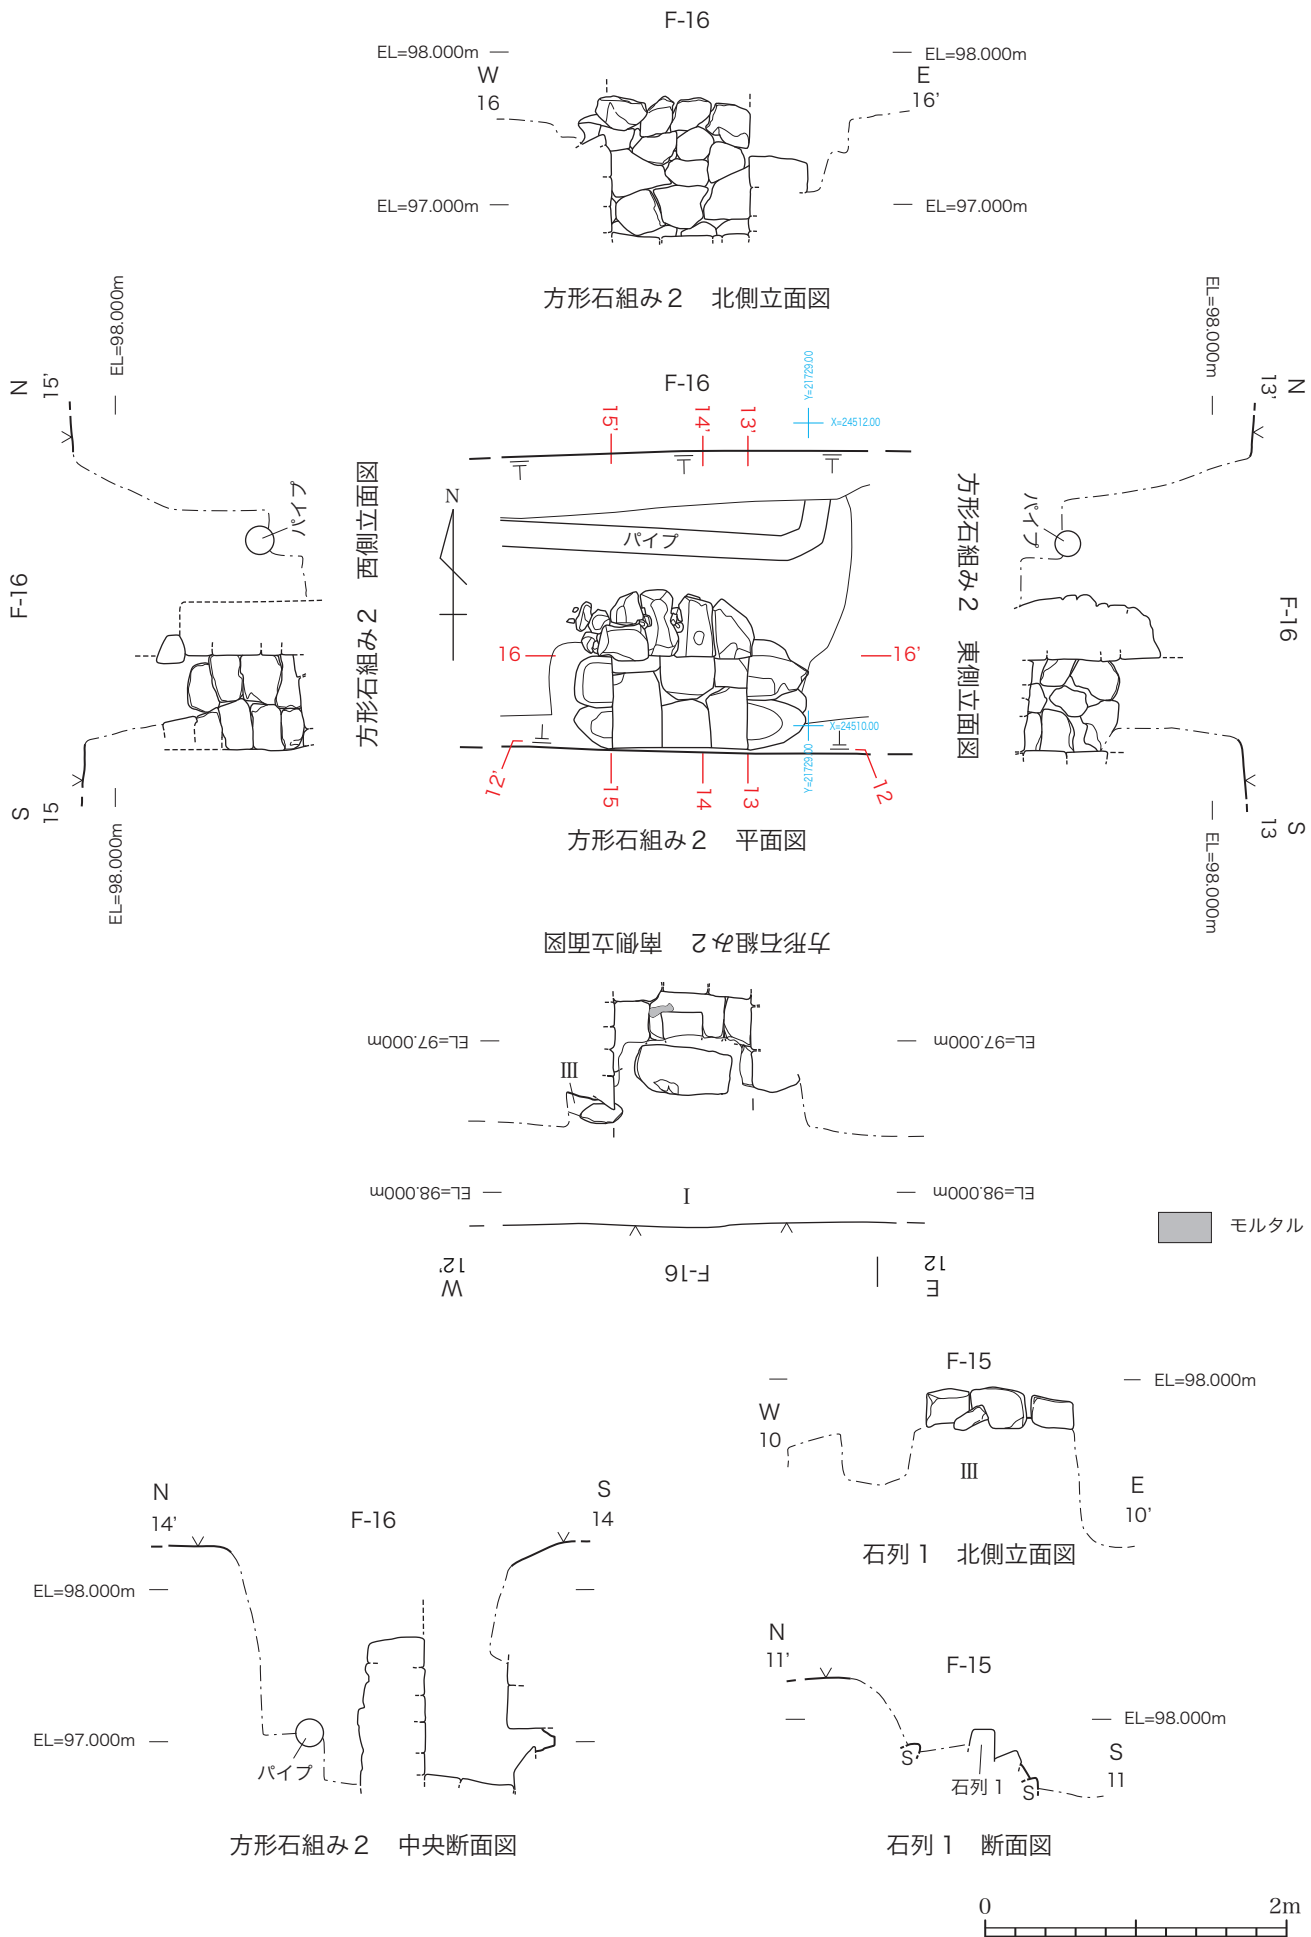 F-16
EL=98.000m
EL=98.000m
W
16
E
16'
EL=97.000m
EL=97.000m
方形石組み2　北側立面図
EL=98.000m
N
15'
パイプ
F-16
方形石組み2　西側立面図
S
15
EL=98.000m
F-16
15'
14'
13'
Y=21729.00
X=24512.00
N
パイプ
16
16'
X=24510.00
Y=21729.00
12'
15
14
13
12
方形石組み2　平面図
EL=98.000m
N
13'
パイプ
方形石組み2　東側立面図
F-16
S
13
EL=98.000m
方形石組み2　南側立面図
EL=97.000m
EL=97.000m
III
EL=98.000m
I
EL=98.000m
W
12'
F-16
E
12
モルタル
F-15
EL=98.000m
W
10
III
E
10'
石列1　北側立面図
N
14'
F-16
S
14
EL=98.000m
EL=97.000m
パイプ
方形石組み2　中央断面図
N
11'
F-15
EL=98.000m
S
S
11
石列1
S
石列1　断面図
0
2m